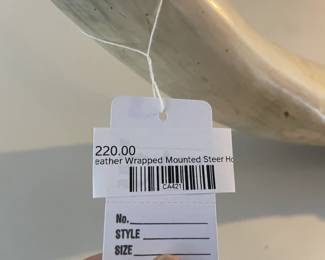 220.00
eather Wrapped Mounted Steer Ho
CA421
No.
STYLE
SIZE